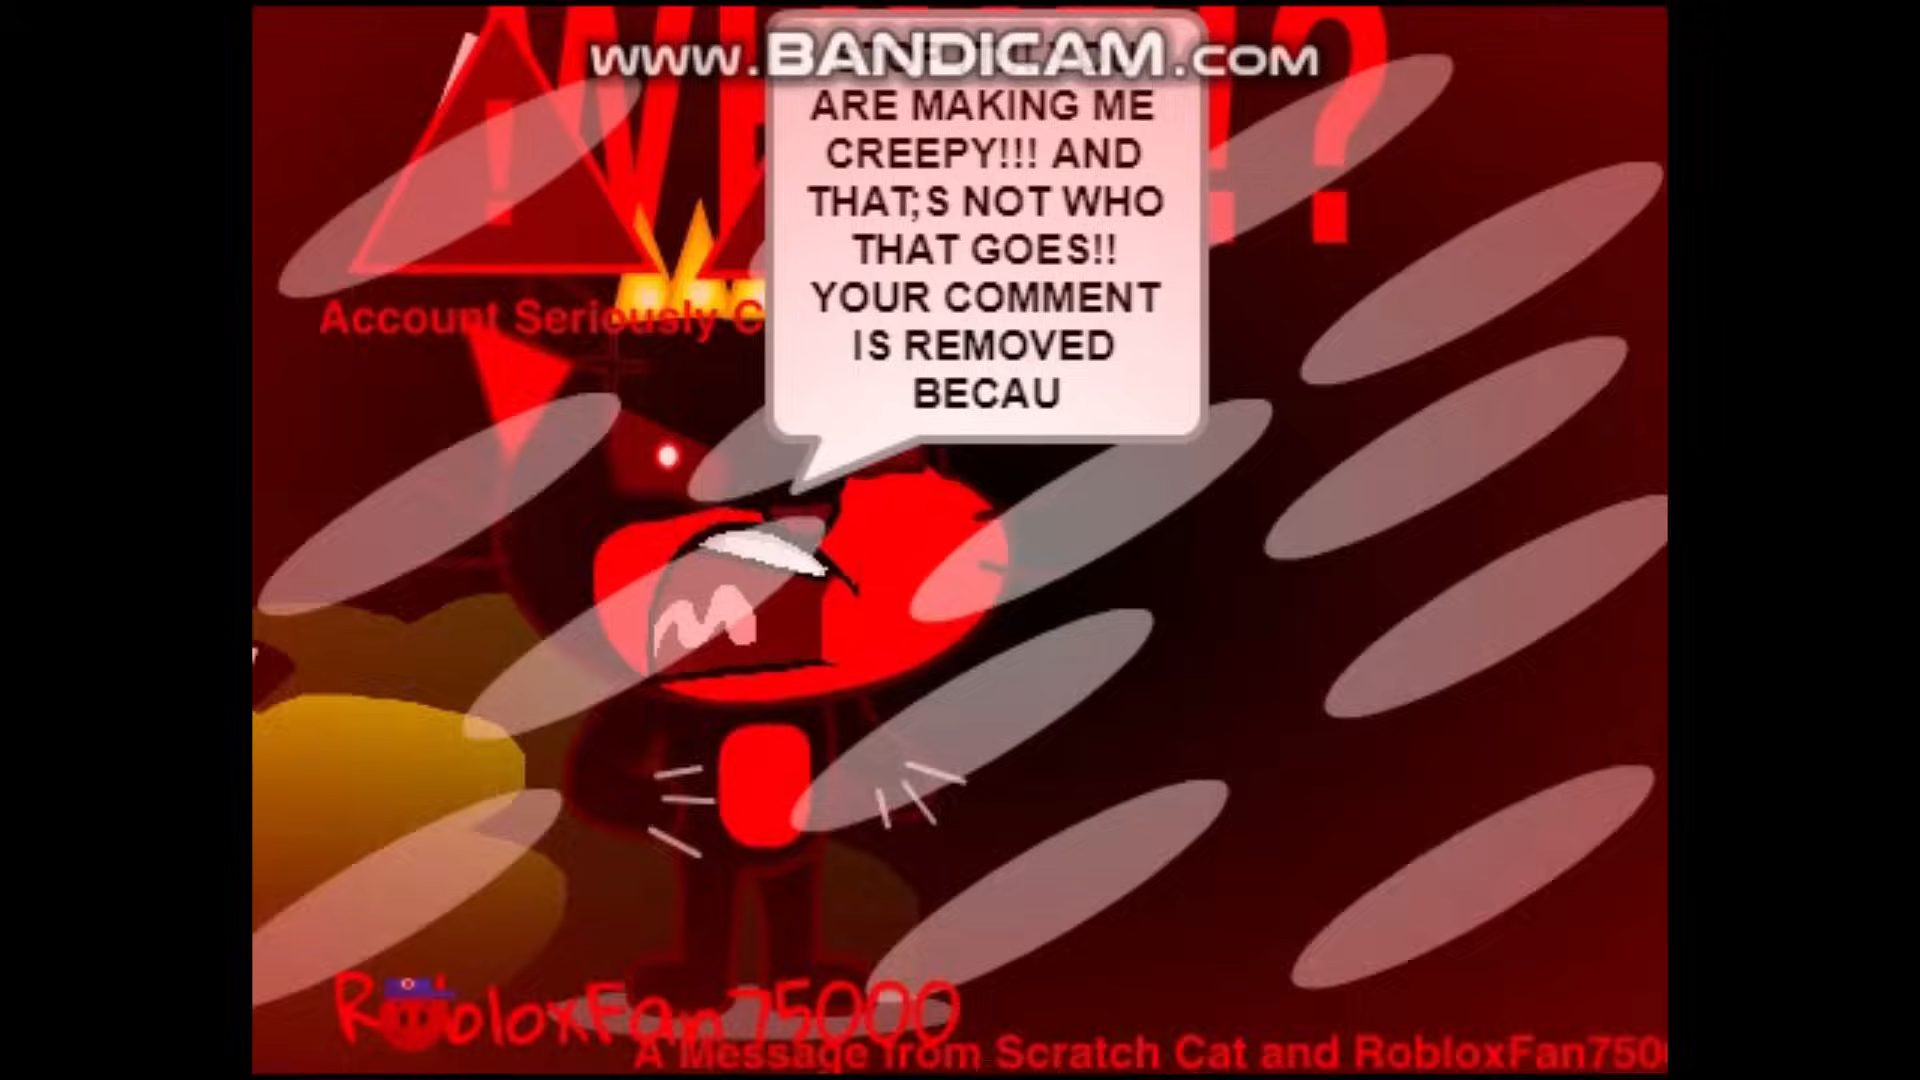 www.BANDICAM.com
!
!?
ARE MAKING ME
CREEPY!!! AND
THAT;S NOT WHO
THAT GOES!!
YOUR COMMENT
IS REMOVED
BECAU
Account Seriously C
RobloxFan75000
A Message from Scratch Cat and RobloxFan750